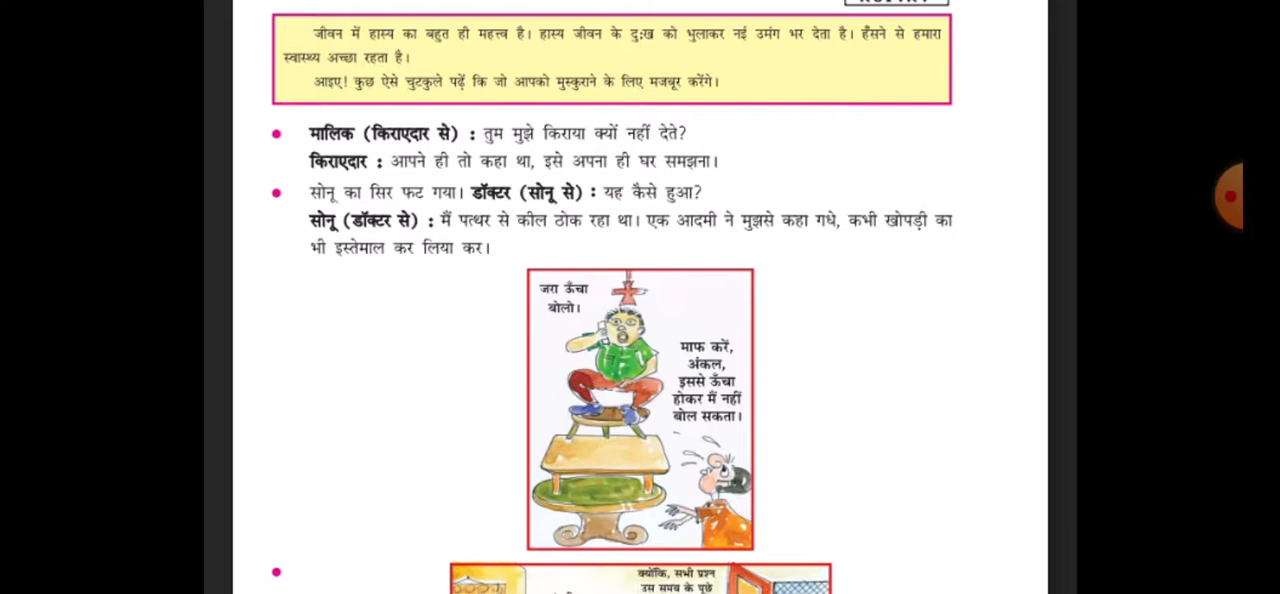 जीवन में हास्य का बहुत ही महत्त्व है। हास्य जीवन के दुःख को भुलाकर नई उमंग भर देता है। हँसने से हमारा
स्वास्थ्य अच्छा रहता है।
आइए! कुछ ऐसे चुटकुले पढ़ें कि जो आपको मुस्कुराने के लिए मजबूर करेंगे।
• मालिक (किराएदार से) : तुम मुझे किराया क्यों नहीं देते?
किराएदार : आपने ही तो कहा था, इसे अपना ही घर समझना।
• सोनू का सिर फट गया। डॉक्टर (सोनू से) : यह कैसे हुआ?
सोनू (डॉक्टर से) : मैं पत्थर से कील ठोक रहा था। एक आदमी ने मुझसे कहा गधे, कभी खोपड़ी का
भी इस्तेमाल कर लिया कर।
जरा ऊँचा
बोलो।
माफ करें,
अंकल,
इससे ऊँचा
होकर मैं नहीं
बोल सकता।
•
क्योंकि, सभी प्रश्न
उस समय के पूछे